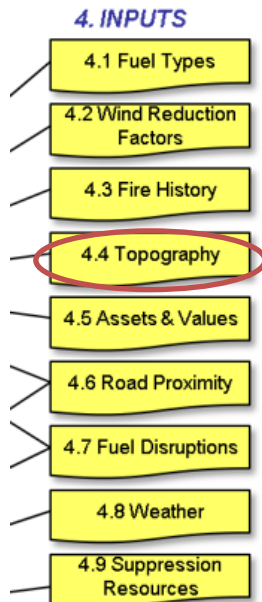 4. INPUTS
4.1 Fuel Types
4.2 Wind Reduction
Factors
4.3 Fire History
4.4 Topography
4.5 Assets & Values
4.6 Road Proximity
4.7 Fuel Disruptions
4.8 Weather
4.9 Suppression
Resources